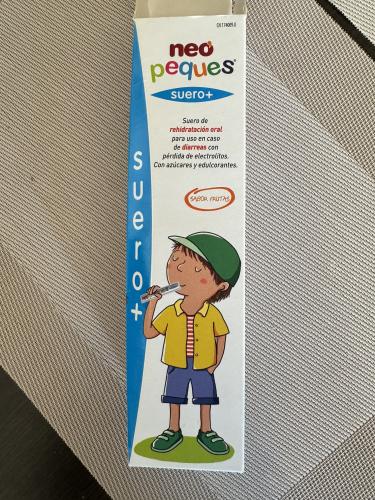 neo
peques
suero+
Suero de
rehidratación oral
para uso en caso
de diarreas con
pérdida de electrolitos.
Con azúcares y edulcorantes.
SABOR FRUTAS
suero+